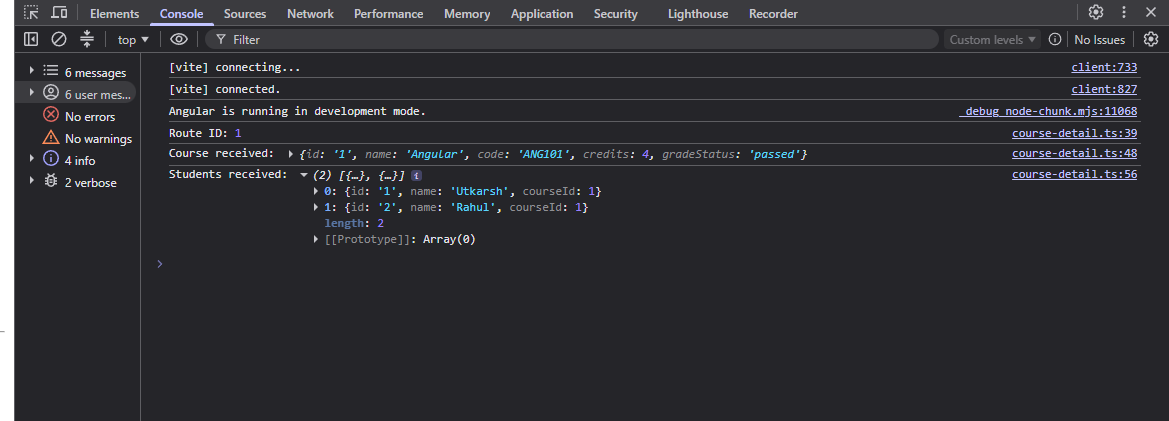 Elements Console Sources Network Performance Memory Application Security Lighthouse Recorder
top Filter Custom levels No Issues
6 messages
6 user mes...
No errors
No warnings
4 info
2 verbose
[vite] connecting... client:733
[vite] connected. client:827
Angular is running in development mode. _debug_node-chunk.mjs:11068
Route ID: 1 course-detail.ts:39
Course received: {id: '1', name: 'Angular', code: 'ANG101', credits: 4, gradeStatus: 'passed'} course-detail.ts:48
Students received: (2) [{…}, {…}] i course-detail.ts:56
0: {id: '1', name: 'Utkarsh', courseId: 1}
1: {id: '2', name: 'Rahul', courseId: 1}
length: 2
[[Prototype]]: Array(0)